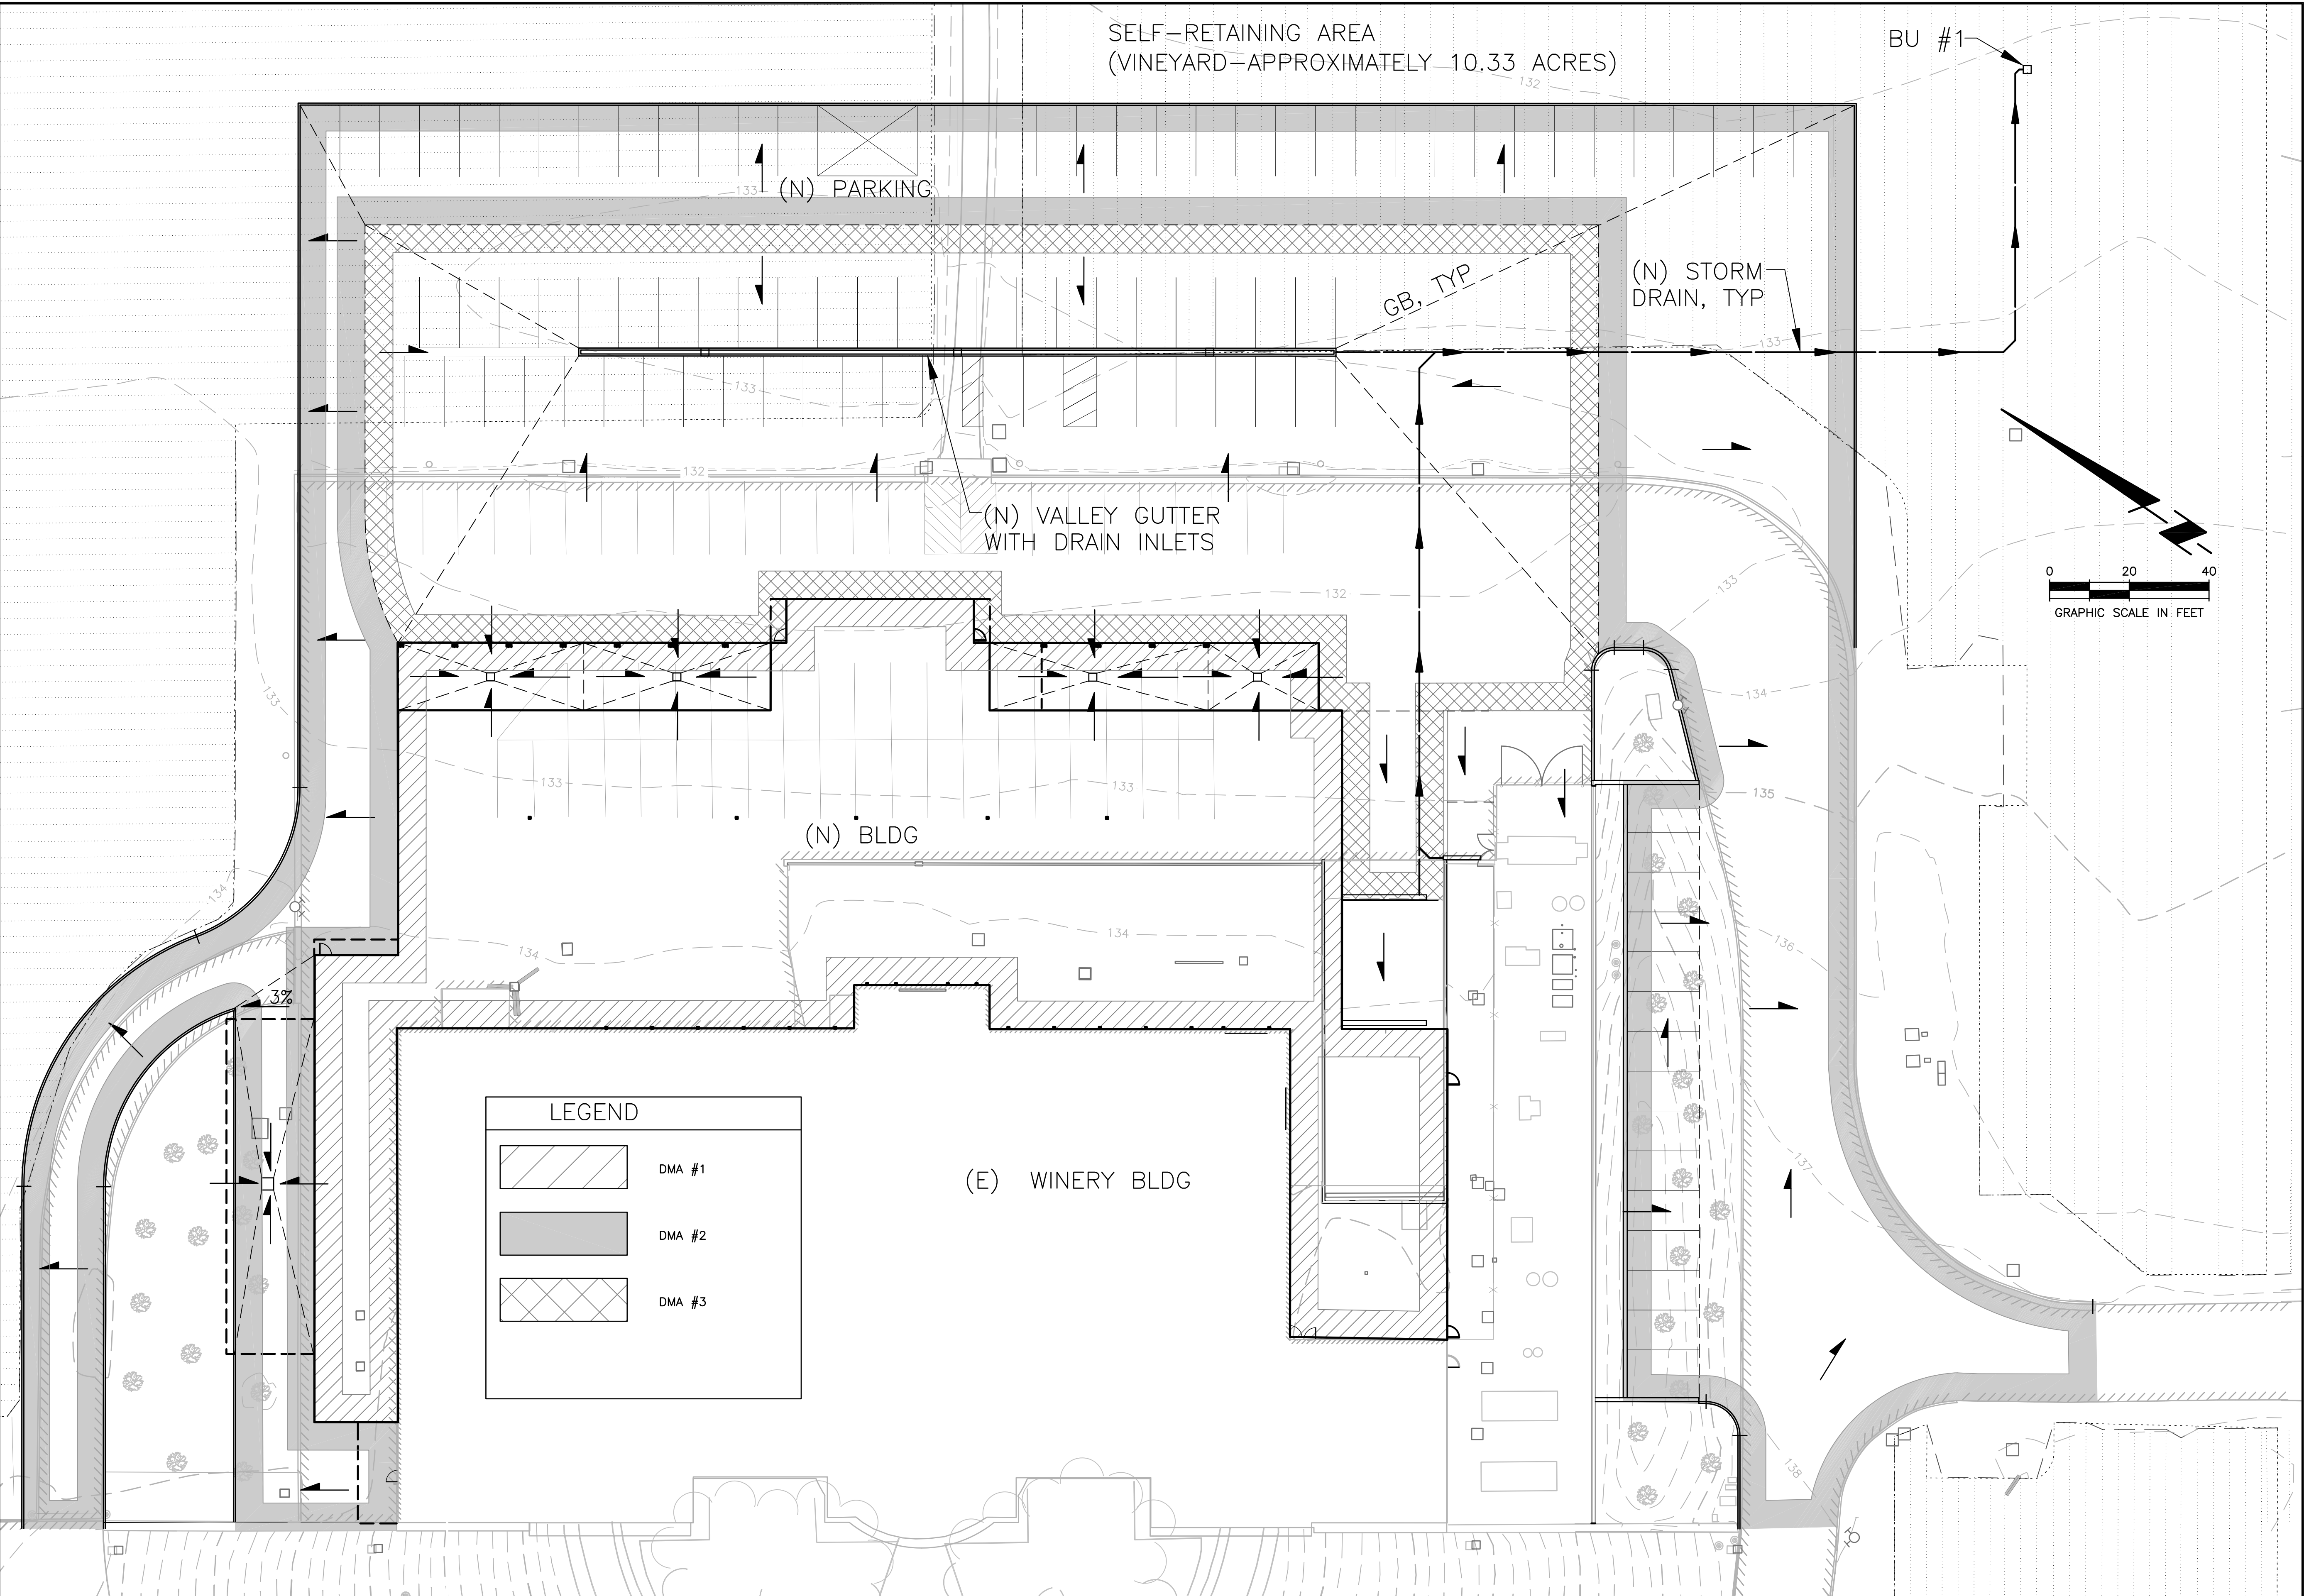 SELF-RETAINING AREA
(VINEYARD-APPROXIMATELY 10.33 ACRES)
BU #1
132
133
(N) PARKING
GB, TYP
(N) STORM
DRAIN, TYP
133
133
132
(N) VALLEY GUTTER
WITH DRAIN INLETS
0 20 40
GRAPHIC SCALE IN FEET
133
132
133
134
133
133
135
(N) BLDG
134
134
134
136
3%
LEGEND
DMA #1
DMA #2
DMA #3
(E) WINERY BLDG
137
138